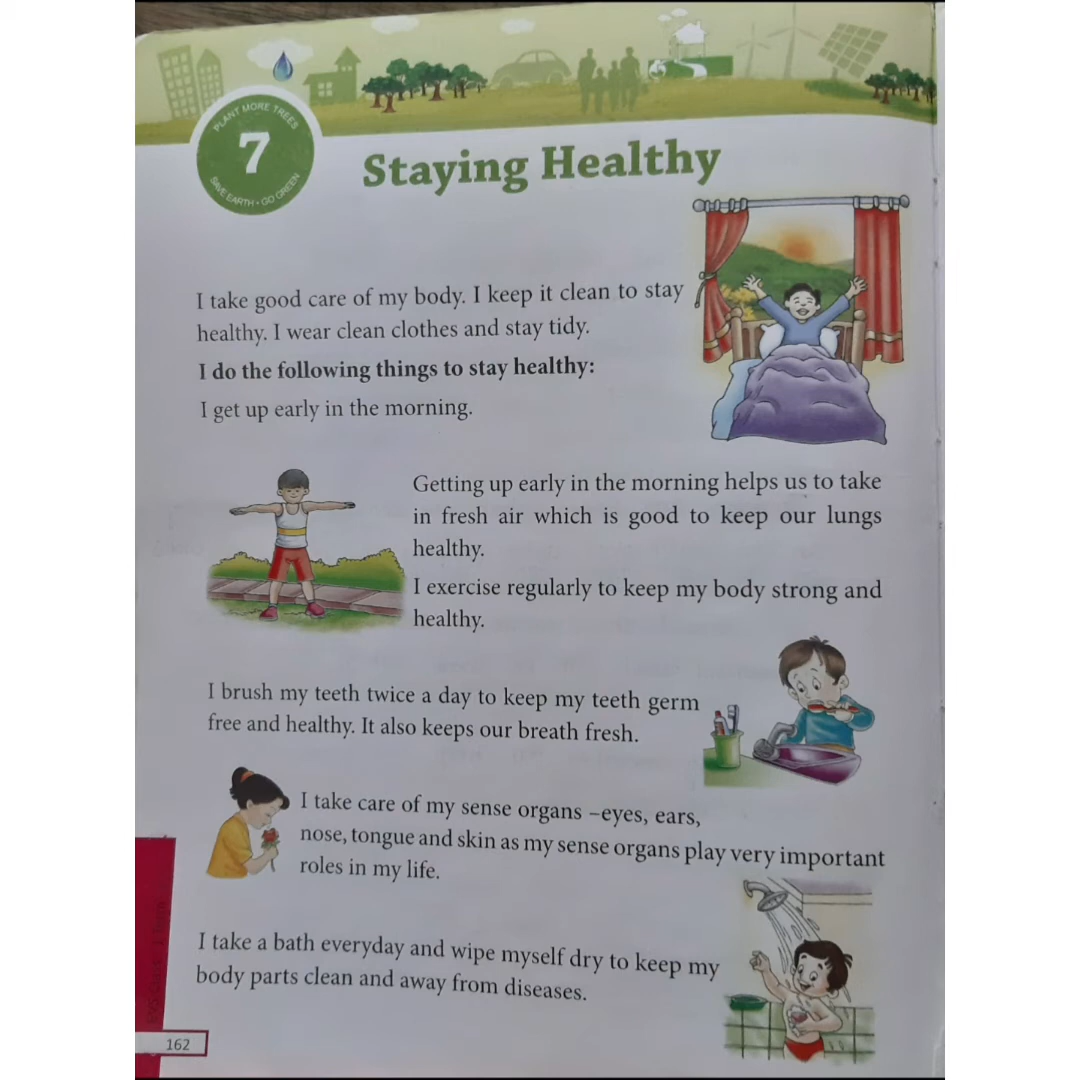 PLANT MORE TREES
7
SAVE EARTH • GO GREEN
Staying Healthy
I take good care of my body. I keep it clean to stay
healthy. I wear clean clothes and stay tidy.
I do the following things to stay healthy:
I get up early in the morning.
Getting up early in the morning helps us to take
in fresh air which is good to keep our lungs
healthy.
I exercise regularly to keep my body strong and
healthy.
I brush my teeth twice a day to keep my teeth germ
free and healthy. It also keeps our breath fresh.
I take care of my sense organs –eyes, ears,
nose, tongue and skin as my sense organs play very important
roles in my life.
I take a bath everyday and wipe myself dry to keep my
body parts clean and away from diseases.
162